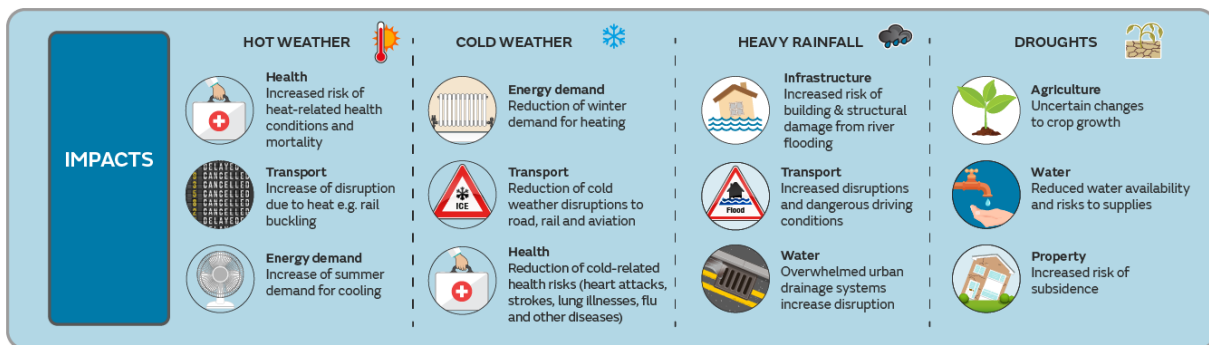 IMPACTS
HOT WEATHER
Health
Increased risk of
heat-related health
conditions and
mortality
DELAYED
CANCELLED
CANCELLED
CANCELLED
CANCELLED
CANCELLED
DELAYED
Transport
Increase of disruption
due to heat e.g. rail
buckling
Energy demand
Increase of summer
demand for cooling
COLD WEATHER
Energy demand
Reduction of winter
demand for heating
ICE
Transport
Reduction of cold
weather disruptions to
road, rail and aviation
Health
Reduction of cold-related
health risks (heart attacks,
strokes, lung illnesses, flu
and other diseases)
HEAVY RAINFALL
Infrastructure
Increased risk of
building & structural
damage from river
flooding
Flood
Transport
Increased disruptions
and dangerous driving
conditions
Water
Overwhelmed urban
drainage systems
increase disruption
DROUGHTS
Agriculture
Uncertain changes
to crop growth
Water
Reduced water availability
and risks to supplies
Property
Increased risk of
subsidence